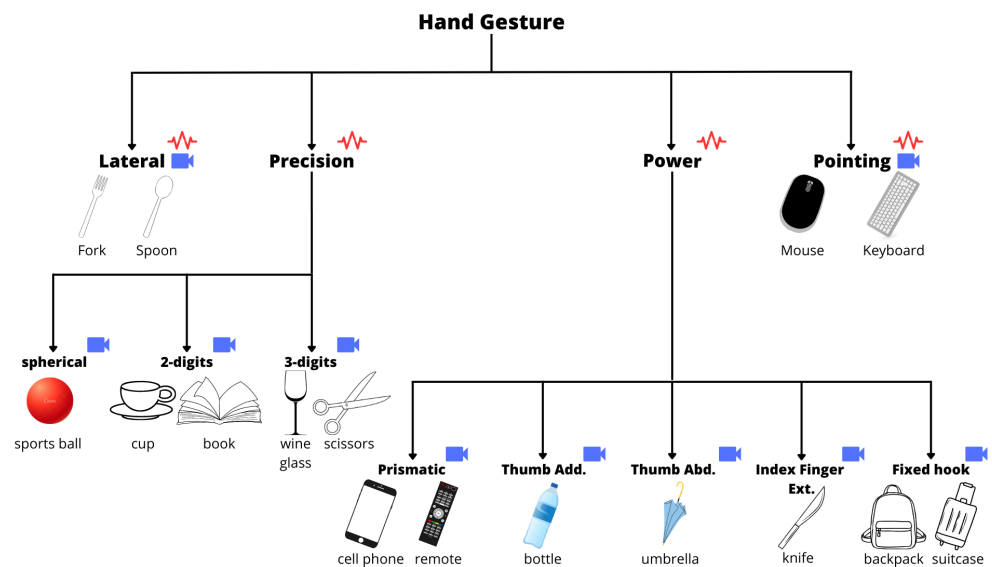 Hand Gesture
Lateral
Precision
Power
Pointing
Fork
Spoon
Mouse
Keyboard
spherical
2-digits
3-digits
sports ball
cup
book
wine
glass
scissors
Prismatic
Thumb Add.
Thumb Abd.
Index Finger
Ext.
Fixed hook
cell phone
remote
bottle
umbrella
knife
backpack
suitcase